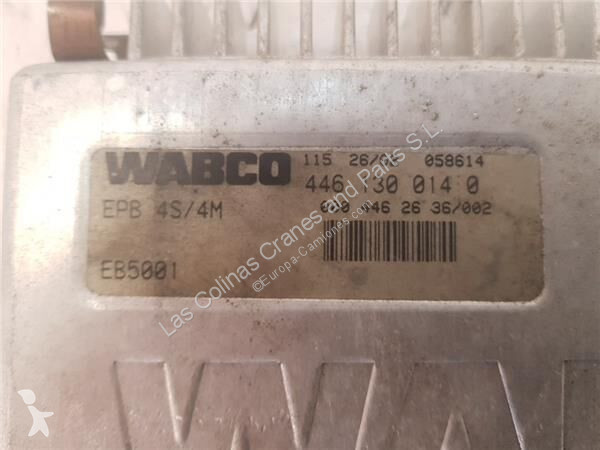 WABCO
115 26/ 058614
446 130 014 0
EPB 4S/4M
446 26 36/002
EB5001
Las Colinas Cranes and Parts S.L.
©Europa-Camiones.com